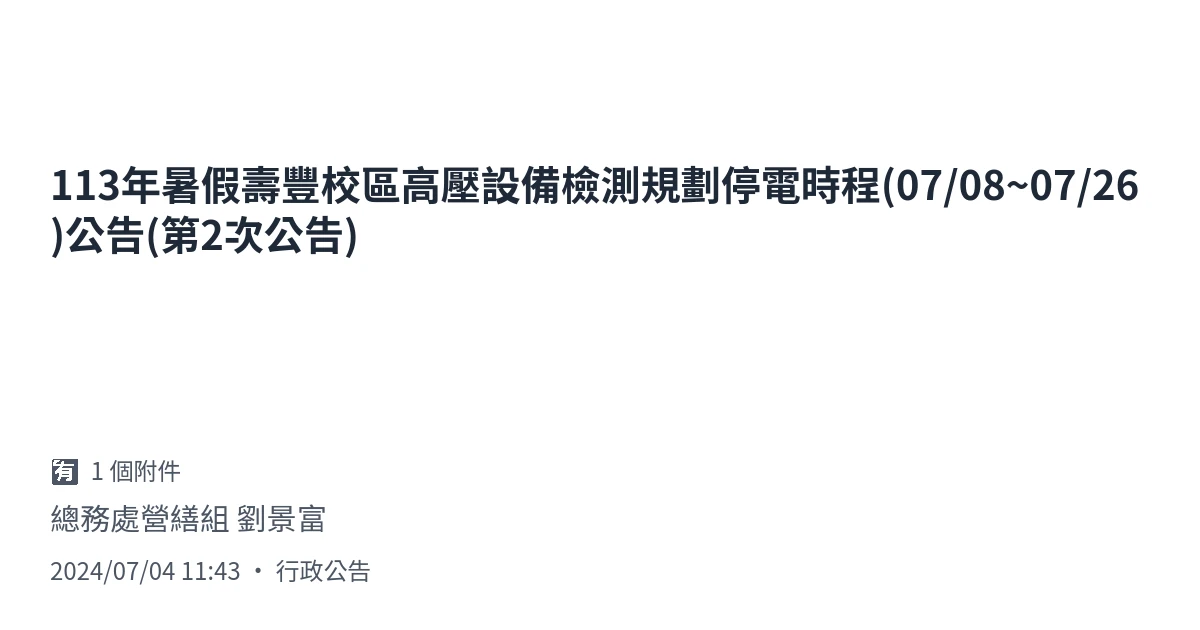 113年暑假壽豐校區高壓設備檢測規劃停電時程(07/08~07/26
)公告(第2次公告)
🈶 1 個附件
總務處營繕組 劉景富
2024/07/04 11:43 • 行政公告